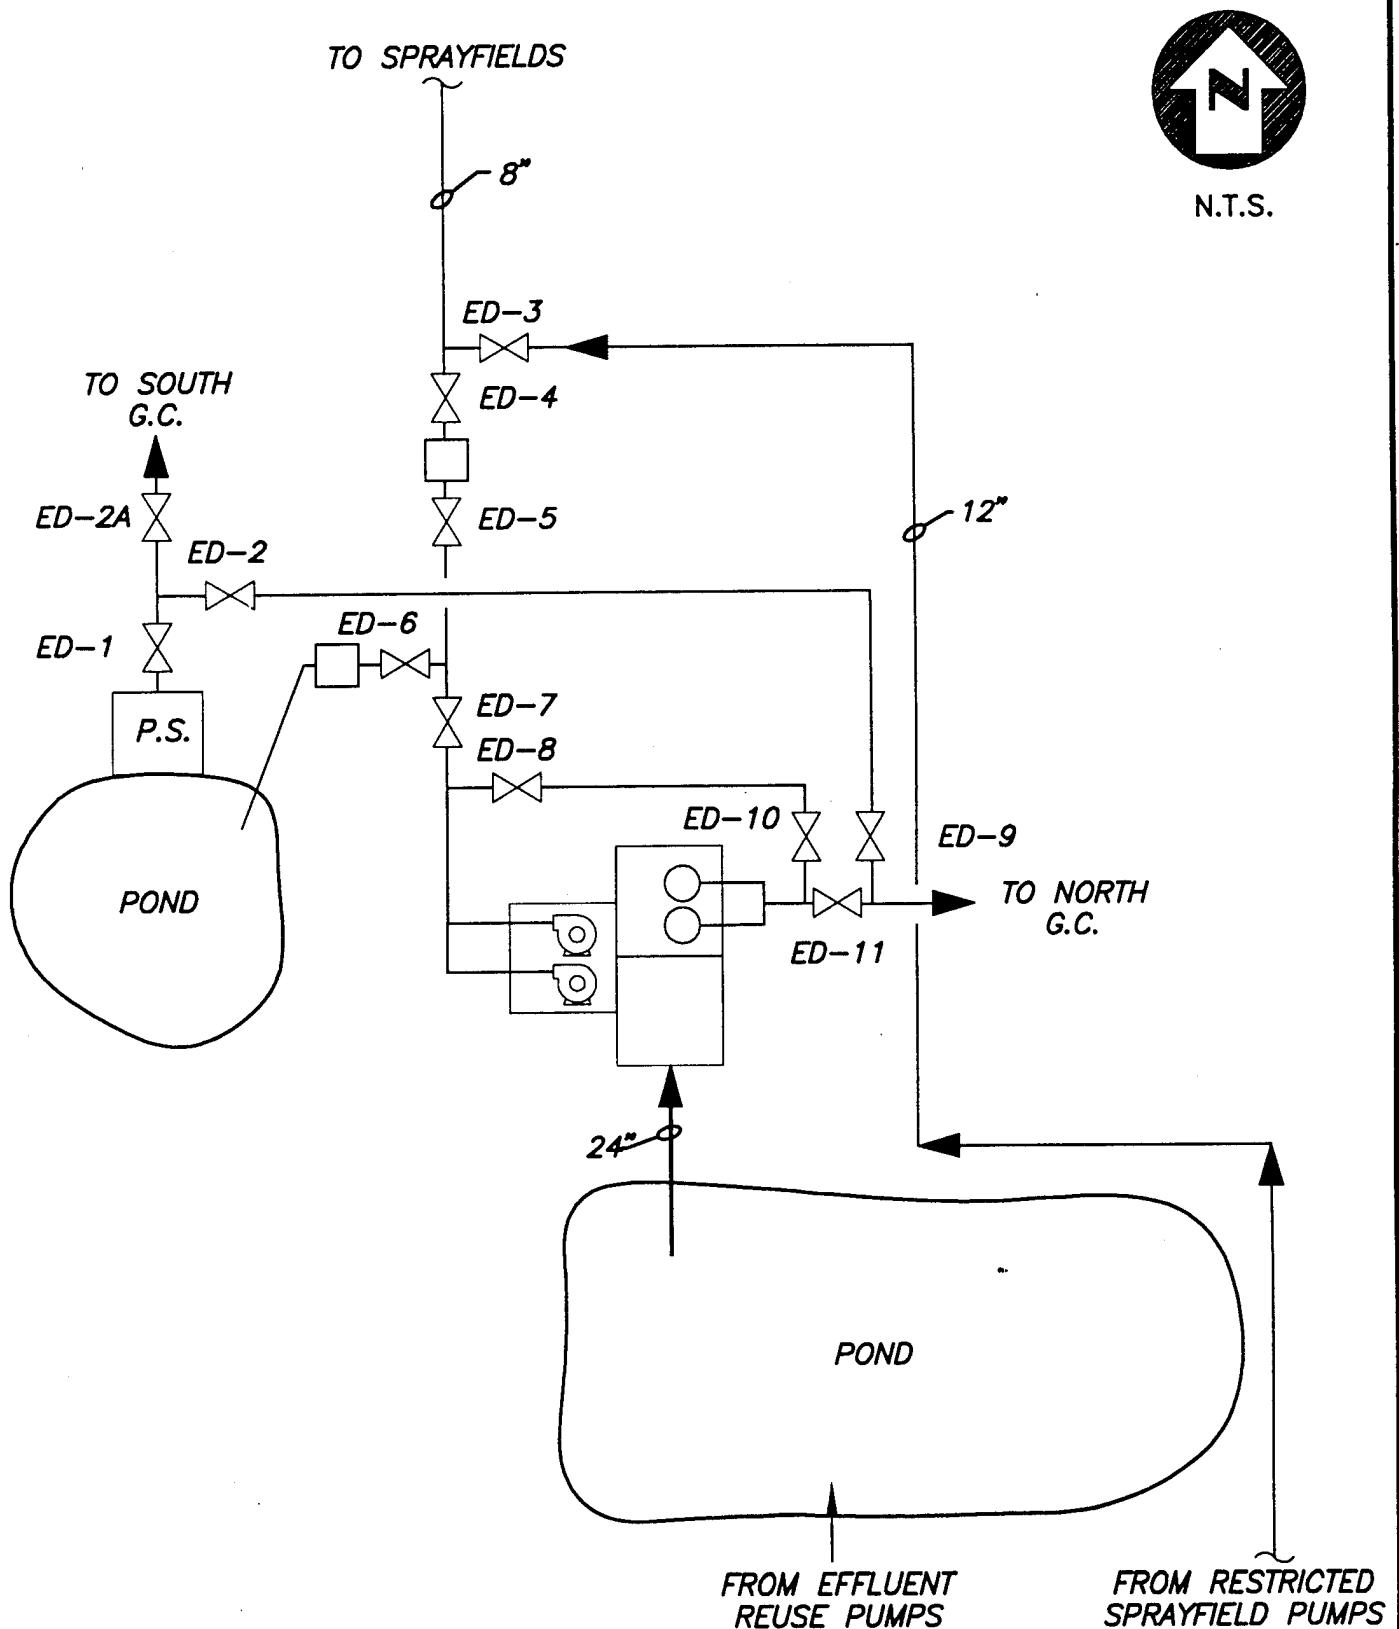 TO SPRAYFIELDS
N
8"
N.T.S.
ED-3
TO SOUTH
G.C.
ED-4
ED-2A
ED-5
12"
ED-2
ED-6
ED-1
ED-7
P.S.
ED-8
ED-10
ED-9
POND
TO NORTH
G.C.
ED-11
24"
POND
FROM EFFLUENT
REUSE PUMPS
FROM RESTRICTED
SPRAYFIELD PUMPS